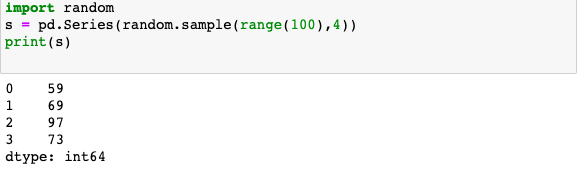 import random
s = pd.Series(random.sample(range(100),4))
print(s)
0    59
1    69
2    97
3    73
dtype: int64